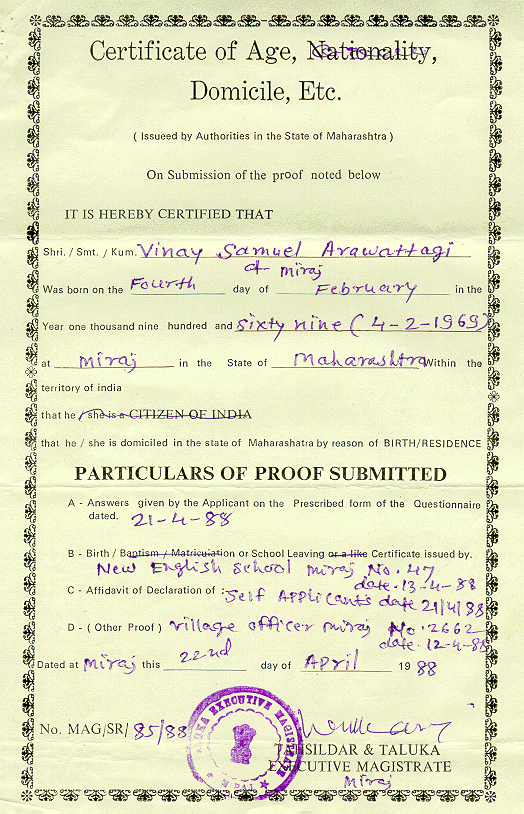 Certificate of Age, Nationality,
Domicile, Etc.
( Issueed by Authorities in the State of Maharashtra )
On Submission of the proof noted below
IT IS HEREBY CERTIFIED THAT
Shri. / Smt. / Kum. Vinay Samuel Arawattagi
of miraj
Was born on the Fourth day of February in the
Year one thousand nine hundred and sixty nine (4-2-1969)
at miraj in the State of Maharashtra Within the
territory of india
that he / she is a CITIZEN OF INDIA
that he / she is domiciled in the state of Maharashatra by reason of BIRTH/RESIDENCE
PARTICULARS OF PROOF SUBMITTED
A - Answers given by the Applicant on the Prescribed form of the Questionnaire
dated. 21-4-88
B - Birth / Baptism / Matriculation or School Leaving or a like Certificate issued by.
New English school miraj No. 47
date. 13-4-88
C - Affidavit of Declaration of : Self Applicant's date 21/4/88
D - ( Other Proof ) village officer miraj No. 2662
date. 12-4-88
Dated at miraj this 22nd day of April 19 88
No. MAG/SR/ 85/88
TALUKA EXECUTIVE MAGISTRATE
TAHSILDAR & TALUKA
EXECUTIVE MAGISTRATE
Miraj